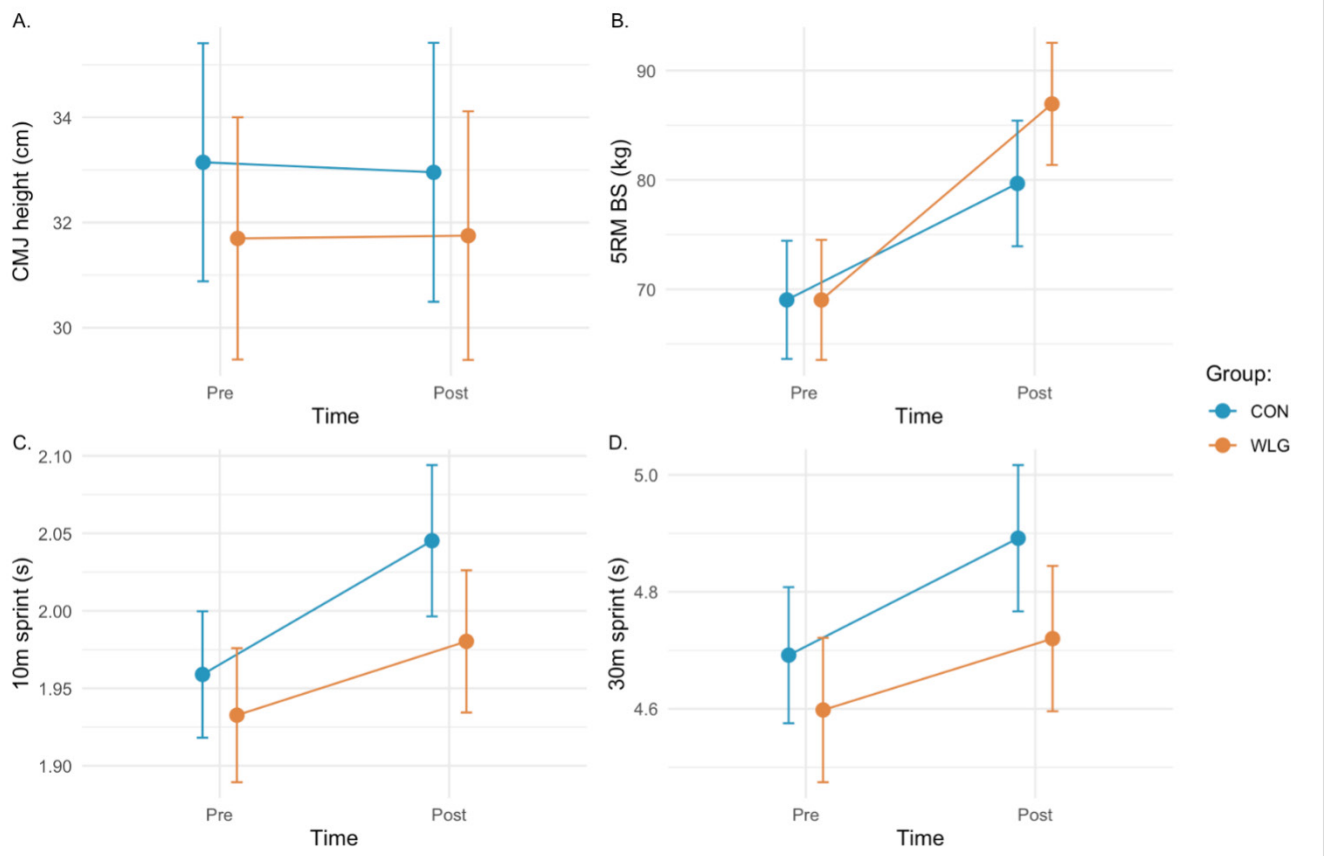 A.
CMJ height (cm)
34
32
30
Pre
Post
Time
B.
5RM BS (kg)
90
80
70
Pre
Post
Time
Group:
CON
WLG
C.
10m sprint (s)
2.10
2.05
2.00
1.95
1.90
Pre
Post
Time
D.
30m sprint (s)
5.0
4.8
4.6
Pre
Post
Time